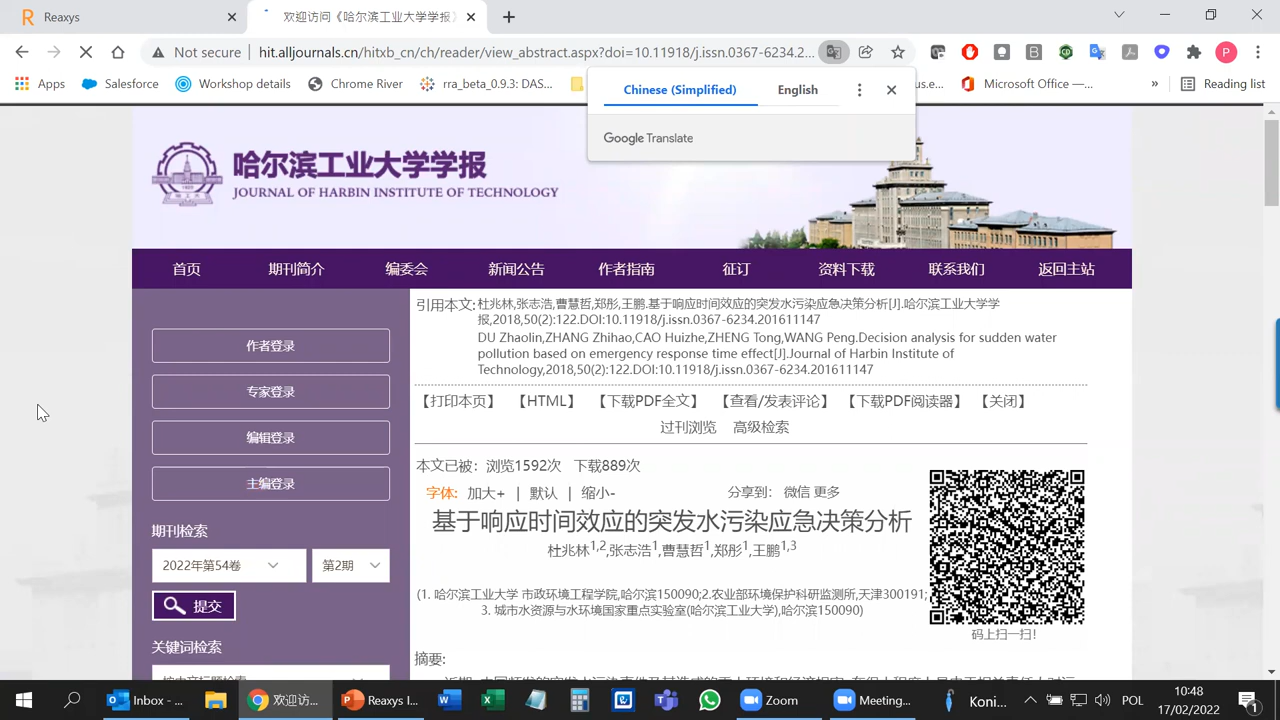 Reaxys
欢迎访问《哈尔滨工业大学学报》
Not secure
hit.alljournals.cn/hitxb_cn/ch/reader/view_abstract.aspx?doi=10.11918/j.issn.0367-6234.2...
P
Apps
Salesforce
Workshop details
Chrome River
rra_beta_0.9.3: DAS...
us.e...
Microsoft Office —...
»
Reading list
Chinese (Simplified)
English
Google Translate
哈尔滨工业大学学报
JOURNAL OF HARBIN INSTITUTE OF TECHNOLOGY
首页
期刊简介
编委会
新闻公告
作者指南
征订
资料下载
联系我们
返回主站
作者登录
专家登录
编辑登录
主编登录
期刊检索
2022年第54卷
第2期
提交
关键词检索
引用本文:
杜兆林,张志浩,曹慧哲,郑彤,王鹏.基于响应时间效应的突发水污染应急决策分析[J].哈尔滨工业大学学
报,2018,50(2):122.DOI:10.11918/j.issn.0367-6234.201611147
DU Zhaolin,ZHANG Zhihao,CAO Huizhe,ZHENG Tong,WANG Peng.Decision analysis for sudden water
pollution based on emergency response time effect[J].Journal of Harbin Institute of
Technology,2018,50(2):122.DOI:10.11918/j.issn.0367-6234.201611147
【打印本页】 【HTML】 【下载PDF全文】 【查看/发表评论】 【下载PDF阅读器】 【关闭】
过刊浏览 高级检索
本文已被：浏览1592次 下载889次
字体: 加大+ | 默认 | 缩小-
分享到： 微信 更多
基于响应时间效应的突发水污染应急决策分析
杜兆林1,2,张志浩1,曹慧哲1,郑彤1,王鹏1,3
(1. 哈尔滨工业大学 市政环境工程学院,哈尔滨150090;2.农业部环境保护科研监测所,天津300191;
3. 城市水资源与水环境国家重点实验室(哈尔滨工业大学),哈尔滨150090)
码上扫一扫!
摘要:
Inbox - ...
欢迎访...
Reaxys I...
Zoom
Meeting...
Koni...
POL
10:48
17/02/2022
1